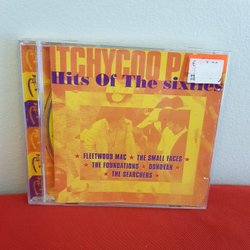 ITCHYCOO PA
Hits Of The sixties
★ FLEETWOOD MAC ★ THE SMALL FACES ★
★ THE FOUNDATIONS ★ DONOVAN ★
★ THE SEARCHERS ★